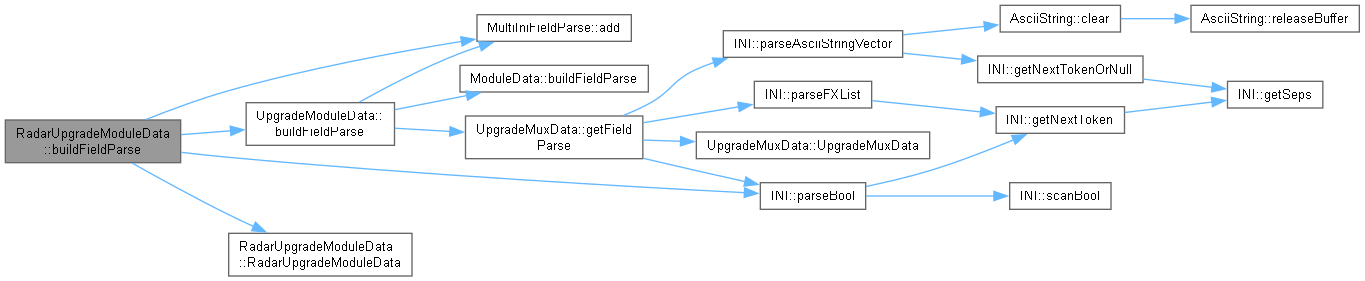 RadarUpgradeModuleData
::buildFieldParse
MultiIniFieldParse::add
UpgradeModuleData::
buildFieldParse
ModuleData::buildFieldParse
UpgradeMuxData::getField
Parse
INI::parseAsciiStringVector
AsciiString::clear
AsciiString::releaseBuffer
INI::getNextTokenOrNull
INI::parseFXList
INI::getSeps
INI::getNextToken
UpgradeMuxData::UpgradeMuxData
INI::parseBool
INI::scanBool
RadarUpgradeModuleData
::RadarUpgradeModuleData